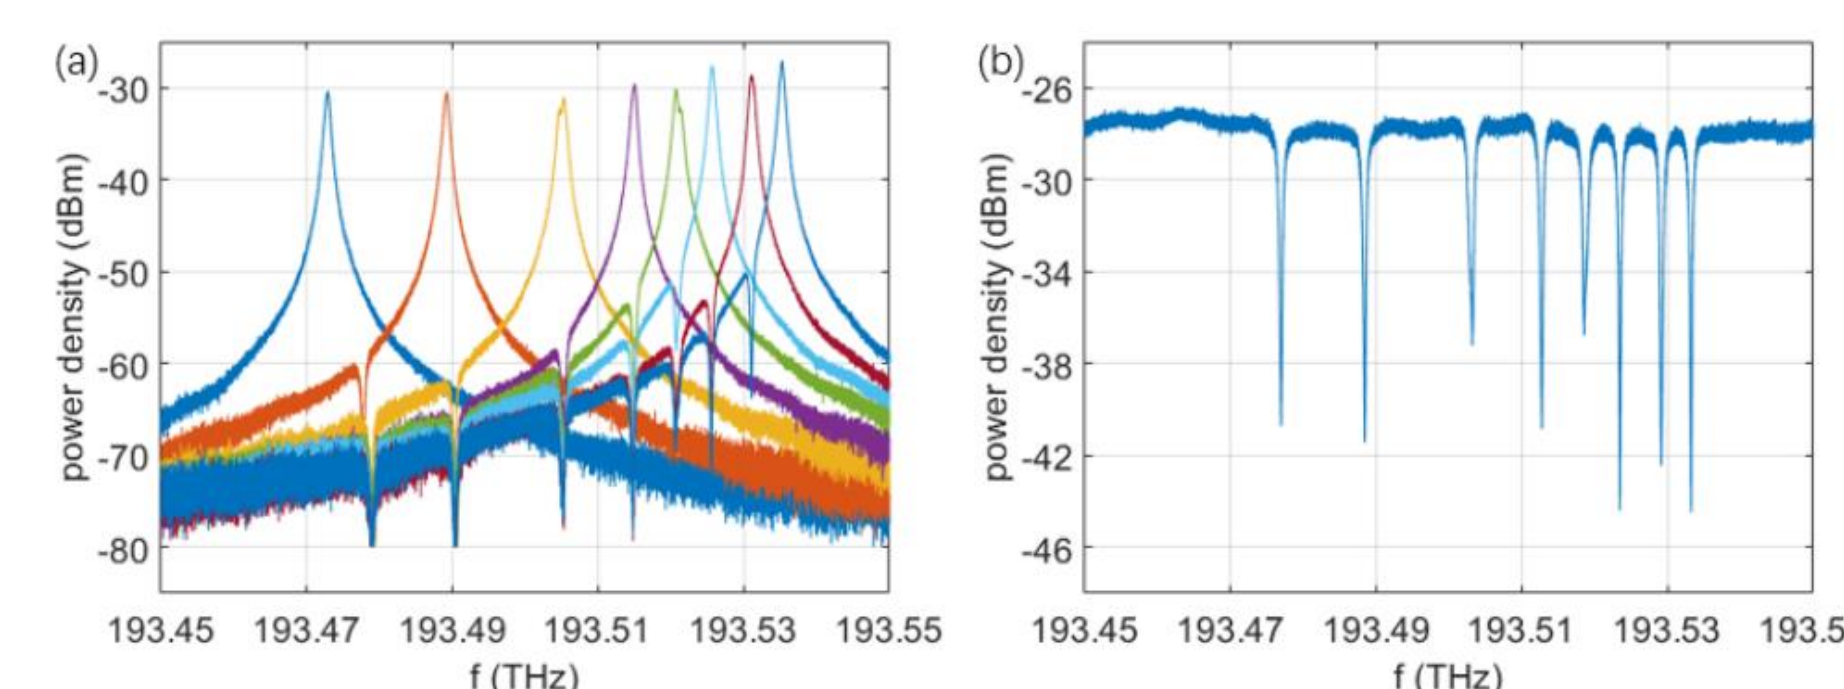 (a)
power density (dBm)
-30
-40
-50
-60
-70
-80
193.45 193.47 193.49 193.51 193.53 193.55
f (THz)
(b)
power density (dBm)
-26
-30
-34
-38
-42
-46
193.45 193.47 193.49 193.51 193.53 193.5
f (THz)